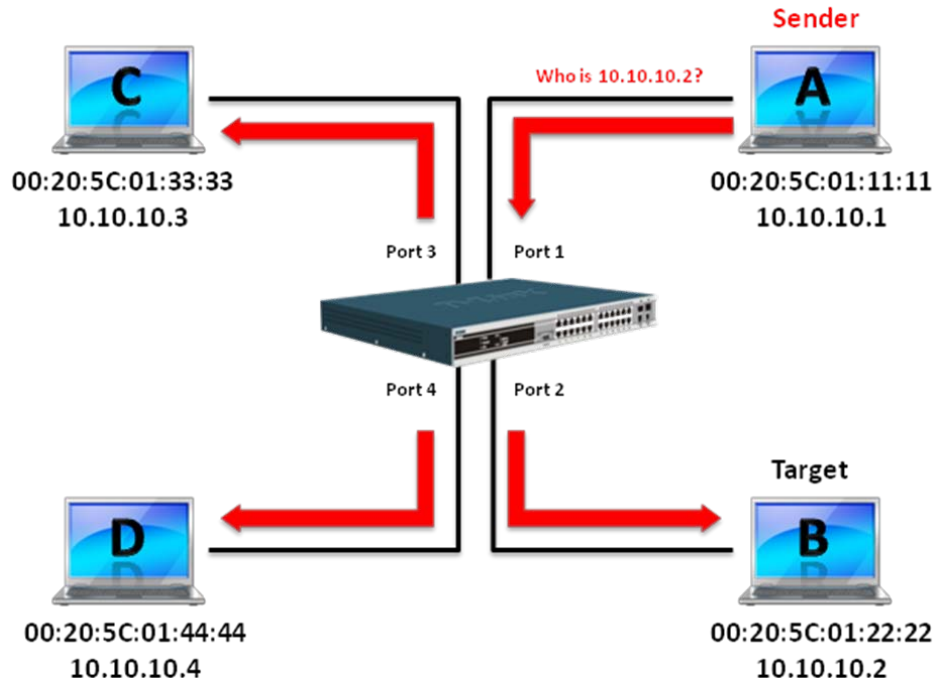 Sender
Who is 10.10.10.2?
C
A
00:20:5C:01:33:33
10.10.10.3
00:20:5C:01:11:11
10.10.10.1
Port 3
Port 1
Port 4
Port 2
Target
D
B
00:20:5C:01:44:44
10.10.10.4
00:20:5C:01:22:22
10.10.10.2